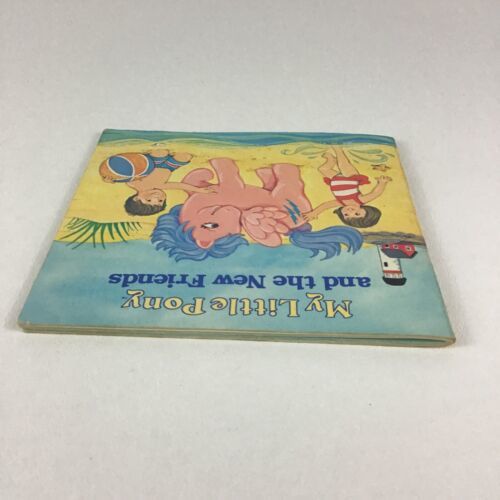 My Little Pony
and the New Friends